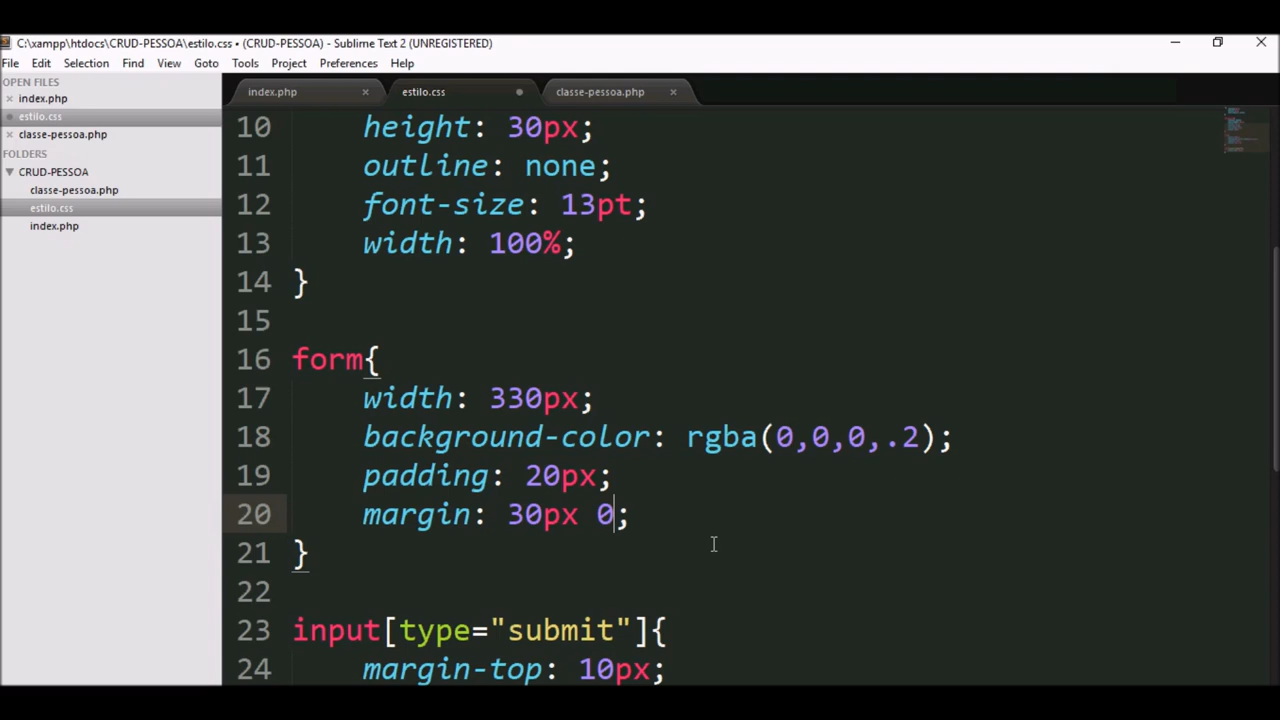 C:\xampp\htdocs\CRUD-PESSOA\estilo.css • (CRUD-PESSOA) - Sublime Text 2 (UNREGISTERED)
File Edit Selection Find View Goto Tools Project Preferences Help
OPEN FILES
index.php
estilo.css
classe-pessoa.php
FOLDERS
CRUD-PESSOA
classe-pessoa.php
estilo.css
index.php
index.php estilo.css classe-pessoa.php
10 height: 30px;
11 outline: none;
12 font-size: 13pt;
13 width: 100%;
14 }
15
16 form{
17 width: 330px;
18 background-color: rgba(0,0,0,.2);
19 padding: 20px;
20 margin: 30px 0;
21 }
22
23 input[type="submit"]{
24 margin-top: 10px;